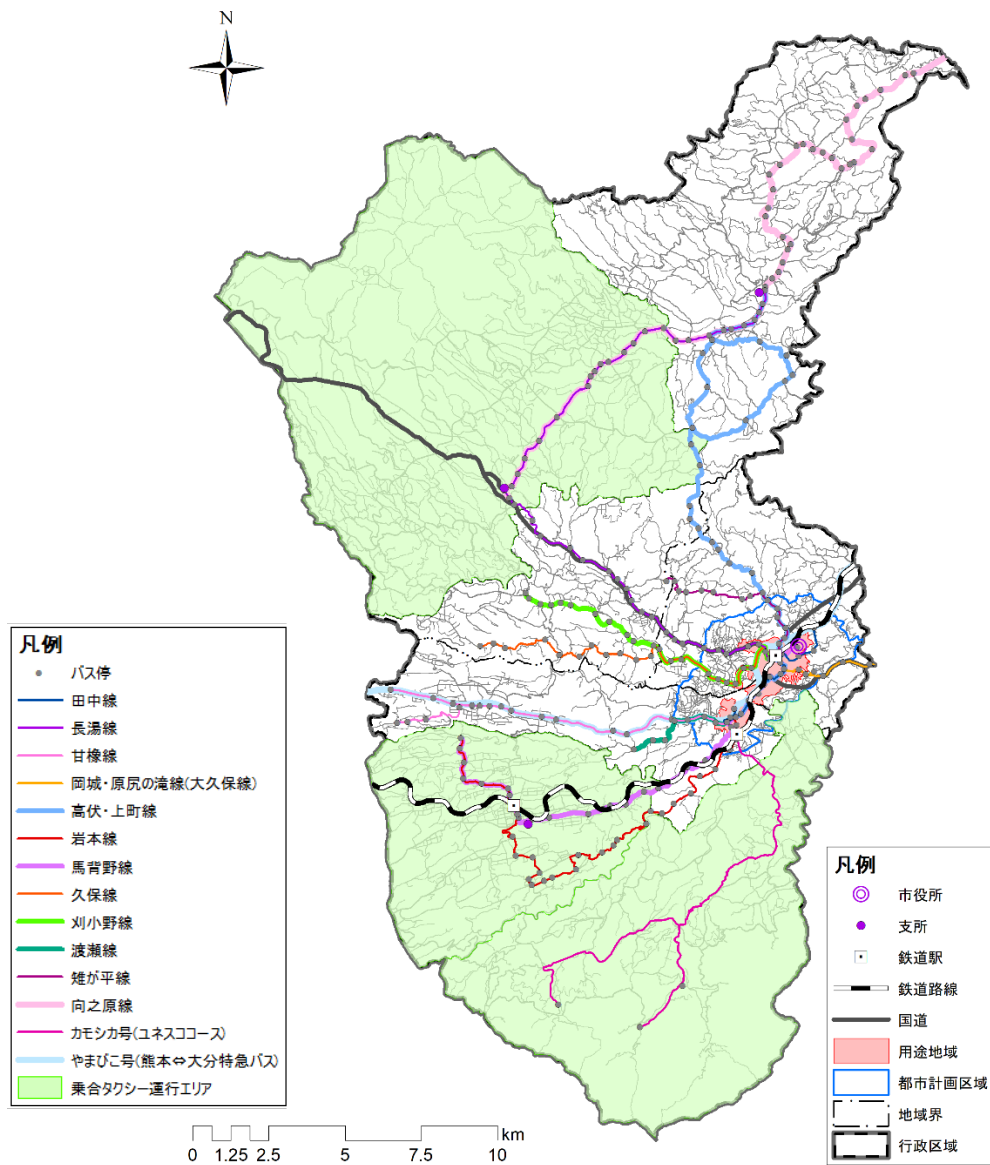 N
凡例
バス停
田中線
長湯線
甘橡線
岡城・原尻の滝線(大久保線)
高伏・上町線
岩本線
馬背野線
久保線
刈小野線
渡瀬線
雉が平線
向之原線
カモシカ号(ユネスココース)
やまびこ号(熊本⇔大分特急バス)
乗合タクシー運行エリア
凡例
市役所
支所
鉄道駅
鉄道路線
国道
用途地域
都市計画区域
地域界
行政区域
km
0 1.25 2.5 5 7.5 10